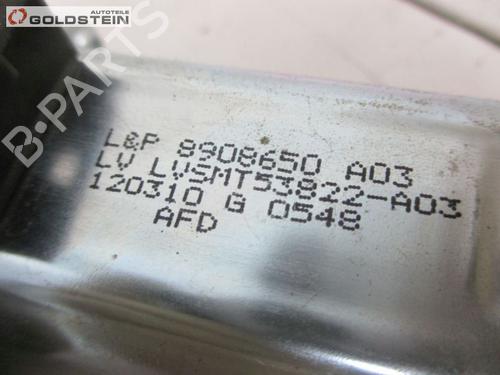 AUTOTEILE
GOLDSTEIN
B-PARTS
L&P 8908650 A03
LV LVSMT53822-A03
120310 G 0548
AFD